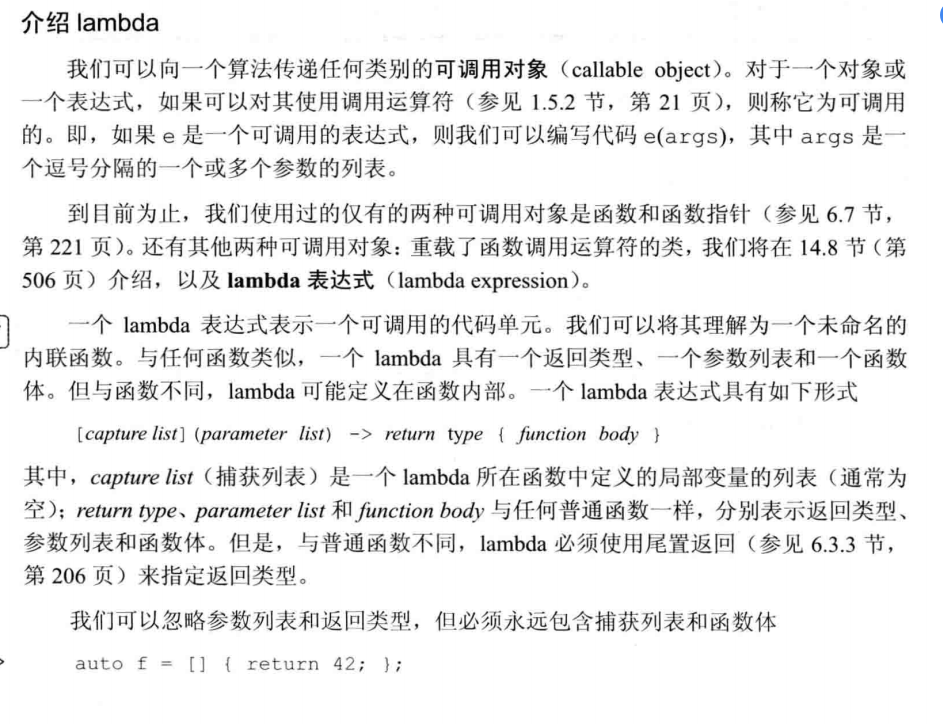 介绍 lambda
我们可以向一个算法传递任何类别的可调用对象（callable object）。对于一个对象或
一个表达式，如果可以对其使用调用运算符（参见 1.5.2 节，第 21 页），则称它为可调用
的。即，如果 e 是一个可调用的表达式，则我们可以编写代码 e(args)，其中 args 是一
个逗号分隔的一个或多个参数的列表。
到目前为止，我们使用过的仅有的两种可调用对象是函数和函数指针（参见 6.7 节，
第 221 页）。还有其他两种可调用对象：重载了函数调用运算符的类，我们将在 14.8 节（第
506 页）介绍，以及 lambda 表达式（lambda expression）。
一个 lambda 表达式表示一个可调用的代码单元。我们可以将其理解为一个未命名的
内联函数。与任何函数类似，一个 lambda 具有一个返回类型、一个参数列表和一个函数
体。但与函数不同，lambda 可能定义在函数内部。一个 lambda 表达式具有如下形式
[capture list] (parameter list) -> return type { function body }
其中，capture list（捕获列表）是一个 lambda 所在函数中定义的局部变量的列表（通常为
空）；return type、parameter list 和 function body 与任何普通函数一样，分别表示返回类型、
参数列表和函数体。但是，与普通函数不同，lambda 必须使用尾置返回（参见 6.3.3 节，
第 206 页）来指定返回类型。
我们可以忽略参数列表和返回类型，但必须永远包含捕获列表和函数体
auto f = [] { return 42; };